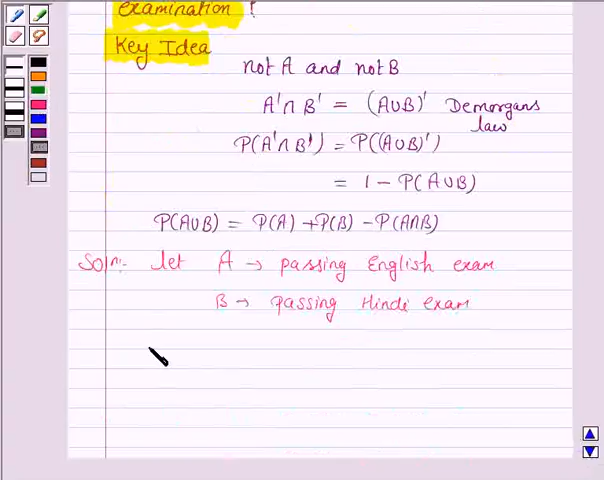 examination ?
Key Idea
not A and not B
A'∩B' = (A∪B)' Demorgans law
P(A'∩B') = P((A∪B)')
= 1 - P(A∪B)
P(A∪B) = P(A) + P(B) - P(A∩B)
Soln:- let A → passing English exam
B → passing Hindi exam